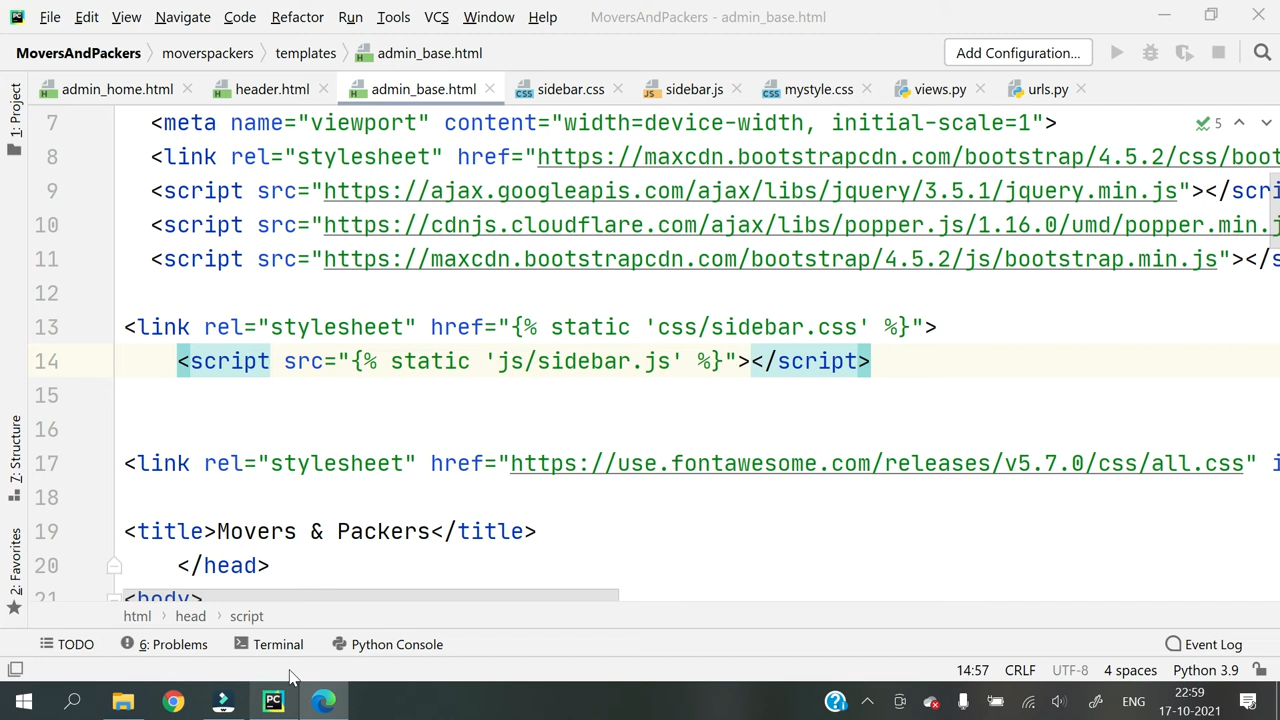 File Edit View Navigate Code Refactor Run Tools VCS Window Help MoversAndPackers - admin_base.html
MoversAndPackers moverspackers templates admin_base.html Add Configuration...
admin_home.html header.html admin_base.html sidebar.css sidebar.js mystyle.css views.py urls.py
1: Project
7 <meta name="viewport" content="width=device-width, initial-scale=1"> 5
8 <link rel="stylesheet" href="https://maxcdn.bootstrapcdn.com/bootstrap/4.5.2/css/boot
9 <script src="https://ajax.googleapis.com/ajax/libs/jquery/3.5.1/jquery.min.js"></scri
10 <script src="https://cdnjs.cloudflare.com/ajax/libs/popper.js/1.16.0/umd/popper.min.j
11 <script src="https://maxcdn.bootstrapcdn.com/bootstrap/4.5.2/js/bootstrap.min.js"></s
12
13 <link rel="stylesheet" href="{% static 'css/sidebar.css' %}">
14 <script src="{% static 'js/sidebar.js' %}"></script>
15
16
7: Structure
17 <link rel="stylesheet" href="https://use.fontawesome.com/releases/v5.7.0/css/all.css" i
18
19 <title>Movers & Packers</title>
2: Favorites
20 </head>
21 <body>
html head script
TODO 6: Problems Terminal Python Console Event Log
14:57 CRLF UTF-8 4 spaces Python 3.9
ENG 22:59
17-10-2021